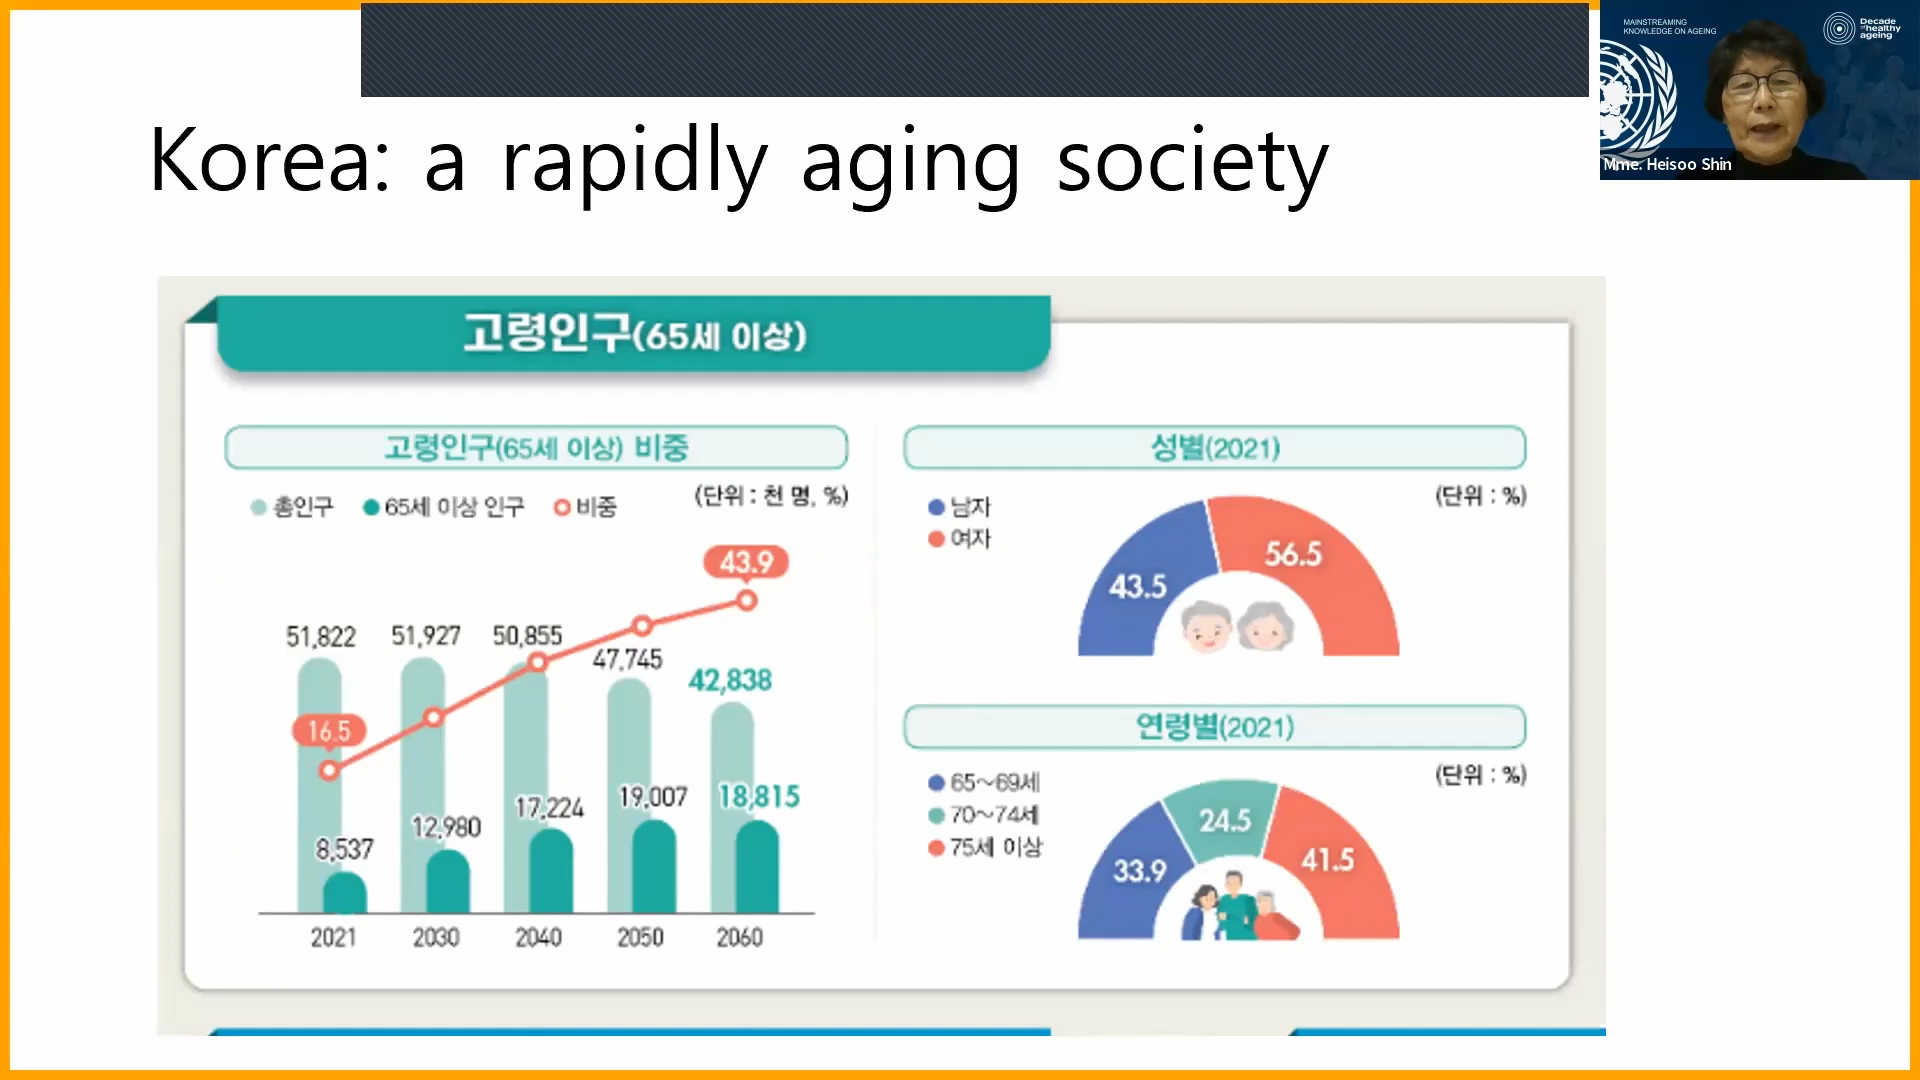 MAINSTREAMING
KNOWLEDGE ON AGEING
Decade
of healthy
ageing
Mme. Heisoo Shin
Korea: a rapidly aging society
고령인구(65세 이상)
고령인구(65세 이상) 비중
총인구 65세 이상 인구 비중 (단위 : 천 명, %)
43.9
51,822 51,927 50,855 47,745 42,838
16.5
8,537 12,980 17,224 19,007 18,815
2021 2030 2040 2050 2060
성별(2021)
(단위 : %)
남자
여자
43.5 56.5
연령별(2021)
(단위 : %)
65~69세
70~74세
75세 이상
33.9 24.5 41.5